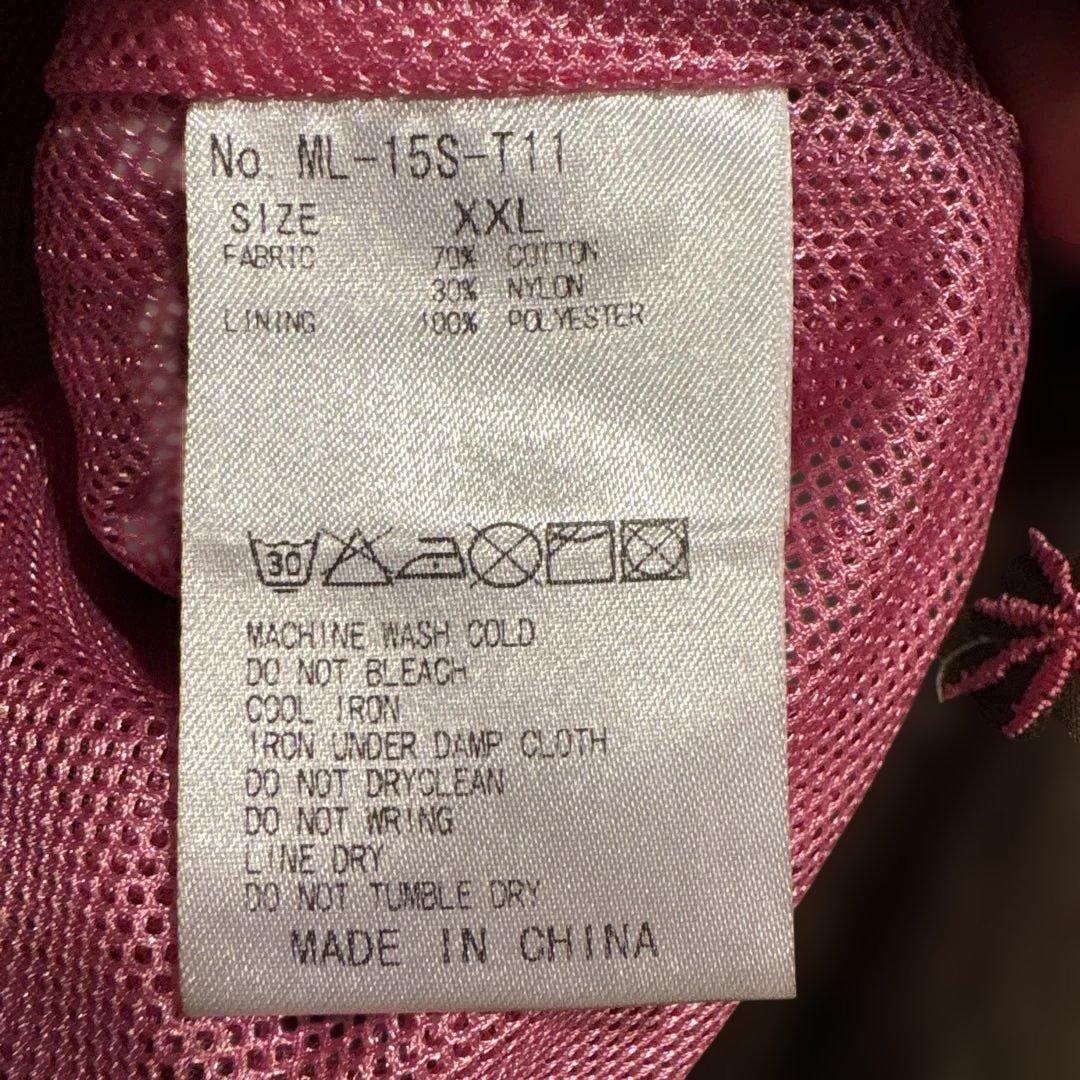 No. ML-15S-T11
SIZE XXL
FABRIC 70% COTTON
30% NYLON
LINING 100% POLYESTER
30
MACHINE WASH COLD
DO NOT BLEACH
COOL IRON
IRON UNDER DAMP CLOTH
DO NOT DRYCLEAN
DO NOT WRING
LINE DRY
DO NOT TUMBLE DRY
MADE IN CHINA